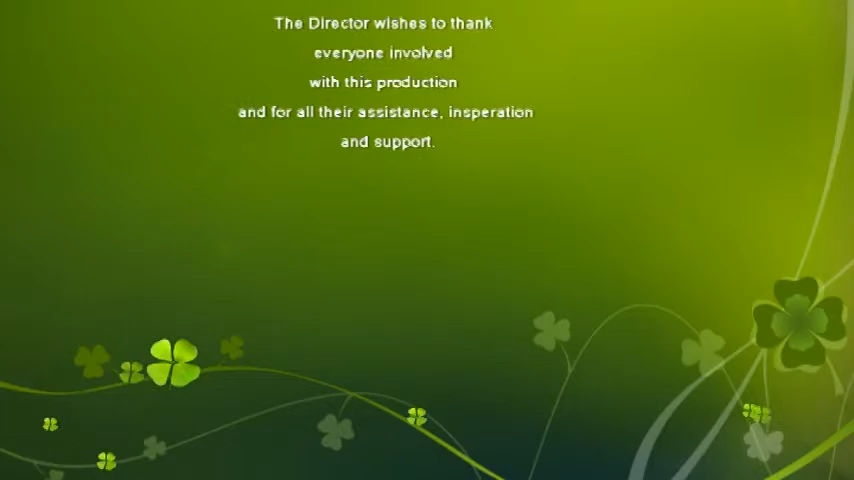 The Director wishes to thank
everyone involved
with this production
and for all their assistance, insperation
and support.